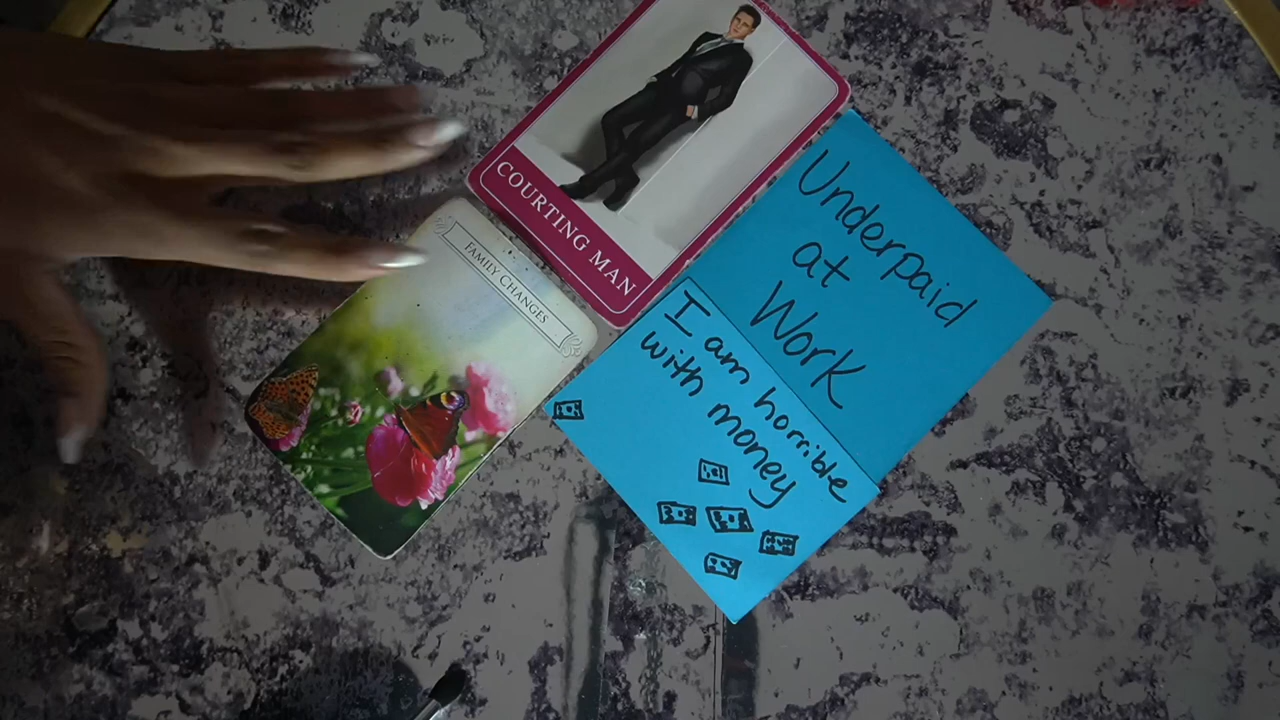 COURTING MAN
FAMILY CHANGES
Underpaid
at
Work
I am horrible
with money